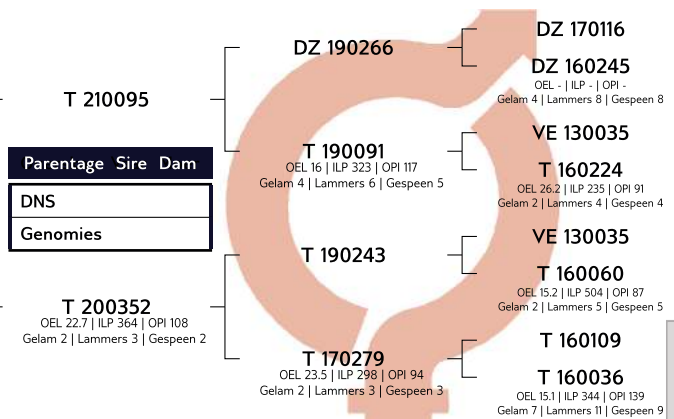 DZ 170116
DZ 190266
DZ 160245
OEL - | ILP - | OPI -
Gelam 4 | Lammers 8 | Gespeen 8
T 210095
VE 130035
T 190091
OEL 16 | ILP 323 | OPI 117
Gelam 4 | Lammers 6 | Gespeen 5
T 160224
OEL 26.2 | ILP 235 | OPI 91
Gelam 2 | Lammers 4 | Gespeen 4
Parentage Sire Dam
DNS
Genomies
VE 130035
T 190243
T 160060
OEL 15.2 | ILP 504 | OPI 87
Gelam 2 | Lammers 5 | Gespeen 5
T 200352
OEL 22.7 | ILP 364 | OPI 108
Gelam 2 | Lammers 3 | Gespeen 2
T 160109
T 170279
OEL 23.5 | ILP 298 | OPI 94
Gelam 2 | Lammers 3 | Gespeen 3
T 160036
OEL 15.1 | ILP 344 | OPI 139
Gelam 7 | Lammers 11 | Gespeen 9